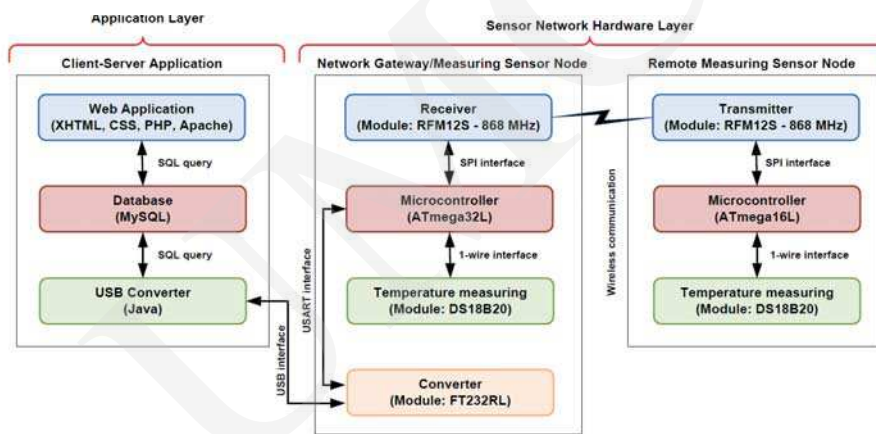 Application Layer
Sensor Network Hardware Layer
Client-Server Application
Network Gateway/Measuring Sensor Node
Remote Measuring Sensor Node
Web Application
(XHTML, CSS, PHP, Apache)
SQL query
Database
(MySQL)
SQL query
USB Converter
(Java)
USB interface
USART interface
Receiver
(Module: RFM12S - 868 MHz)
SPI interface
Microcontroller
(ATmega32L)
1-wire interface
Temperature measuring
(Module: DS18B20)
Converter
(Module: FT232RL)
Wireless communication
Transmitter
(Module: RFM12S - 868 MHz)
SPI interface
Microcontroller
(ATmega16L)
1-wire interface
Temperature measuring
(Module: DS18B20)